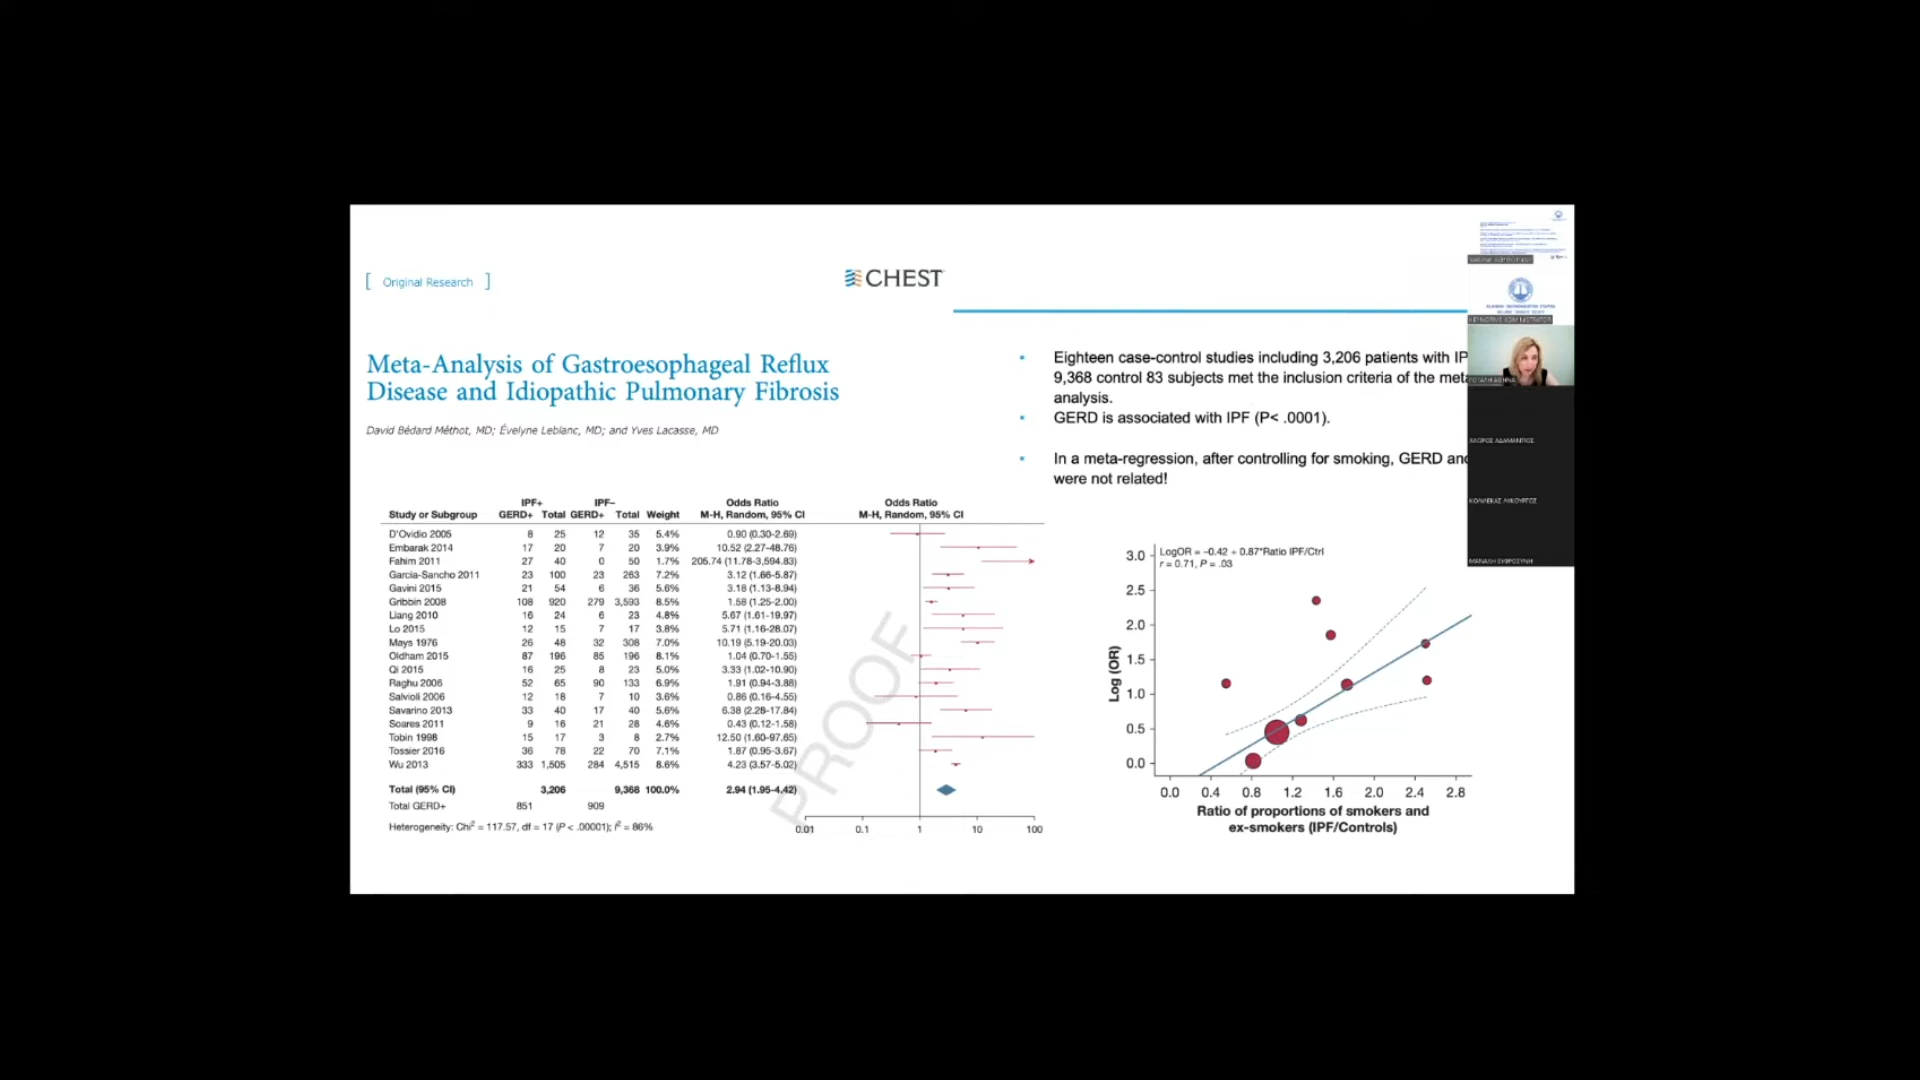 [ Original Research ]
CHEST
Meta-Analysis of Gastroesophageal Reflux
Disease and Idiopathic Pulmonary Fibrosis
David Bédard Méthot, MD; Évelyne Leblanc, MD; and Yves Lacasse, MD
• Eighteen case-control studies including 3,206 patients with IP
9,368 control 83 subjects met the inclusion criteria of the meta
analysis.
• GERD is associated with IPF (P< .0001).
• In a meta-regression, after controlling for smoking, GERD and
were not related!
IPF+ IPF– Odds Ratio Odds Ratio
Study or Subgroup GERD+ Total GERD+ Total Weight M-H, Random, 95% CI M-H, Random, 95% CI
D'Ovidio 2005 8 25 12 35 5.4% 0.90 (0.30-2.69)
Embarak 2014 17 20 7 20 3.9% 10.52 (2.27-48.76)
Fahim 2011 27 40 0 50 1.7% 205.74 (11.78-3,594.83)
Garcia-Sancho 2011 23 100 23 263 7.2% 3.12 (1.66-5.87)
Gavini 2015 21 54 6 36 5.6% 3.18 (1.13-8.94)
Gribbin 2008 108 920 279 3,593 8.5% 1.58 (1.25-2.00)
Liang 2010 16 24 6 23 4.8% 5.67 (1.61-19.97)
Lo 2015 12 15 7 17 3.8% 5.71 (1.16-28.07)
Mays 1976 26 48 32 308 7.0% 10.19 (5.19-20.03)
Oldham 2015 87 196 85 196 8.1% 1.04 (0.70-1.55)
Qi 2015 16 25 8 23 5.0% 3.33 (1.02-10.90)
Raghu 2006 52 65 90 133 6.9% 1.91 (0.94-3.88)
Salvioli 2006 12 18 7 10 3.6% 0.86 (0.16-4.55)
Savarino 2013 33 40 17 40 5.6% 6.38 (2.28-17.84)
Soares 2011 9 16 21 28 4.6% 0.43 (0.12-1.58)
Tobin 1998 15 17 3 8 2.7% 12.50 (1.60-97.65)
Tossier 2016 36 78 22 70 7.1% 1.87 (0.95-3.67)
Wu 2013 333 1,505 284 4,515 8.6% 4.23 (3.57-5.02)
Total (95% CI) 3,206 9,368 100.0% 2.94 (1.95-4.42)
Total GERD+ 851 909
Heterogeneity: Chi² = 117.57, df = 17 (P < .00001); I² = 86%
0.01 0.1 1 10 100
PROOF
LogOR = –0.42 + 0.87*Ratio IPF/Ctrl
r = 0.71, P = .03
Log (OR)
3.0
2.5
2.0
1.5
1.0
0.5
0.0
0.0 0.4 0.8 1.2 1.6 2.0 2.4 2.8
Ratio of proportions of smokers and
ex-smokers (IPF/Controls)
ΧΛΩΡΟΣ ΑΔΑΜΑΝΤΙΟΣ
ΚΟΛΛΕΚΑΣ ΛΥΚΟΥΡΓΟΣ
ΜΑΝΑΛΗ ΕΥΦΡΟΣΥΝΗ